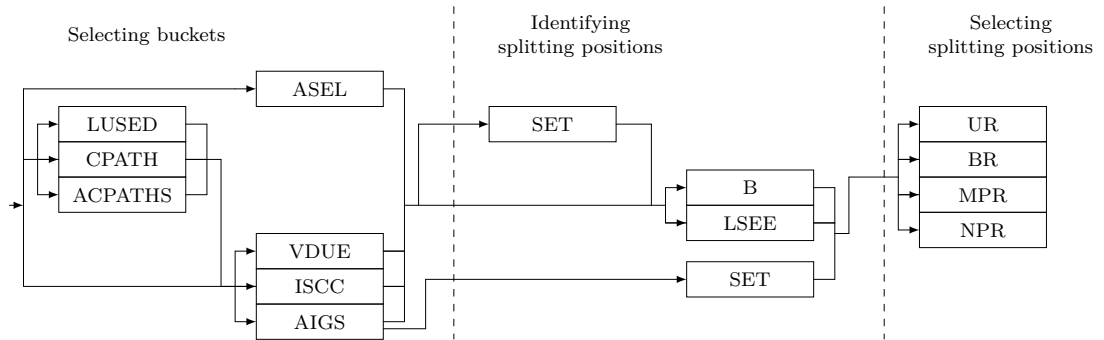 Selecting buckets
Identifying
splitting positions
Selecting
splitting positions
ASEL
LUSED
CPATH
ACPATHS
VDUE
ISCC
AIGS
SET
B
LSEE
SET
UR
BR
MPR
NPR